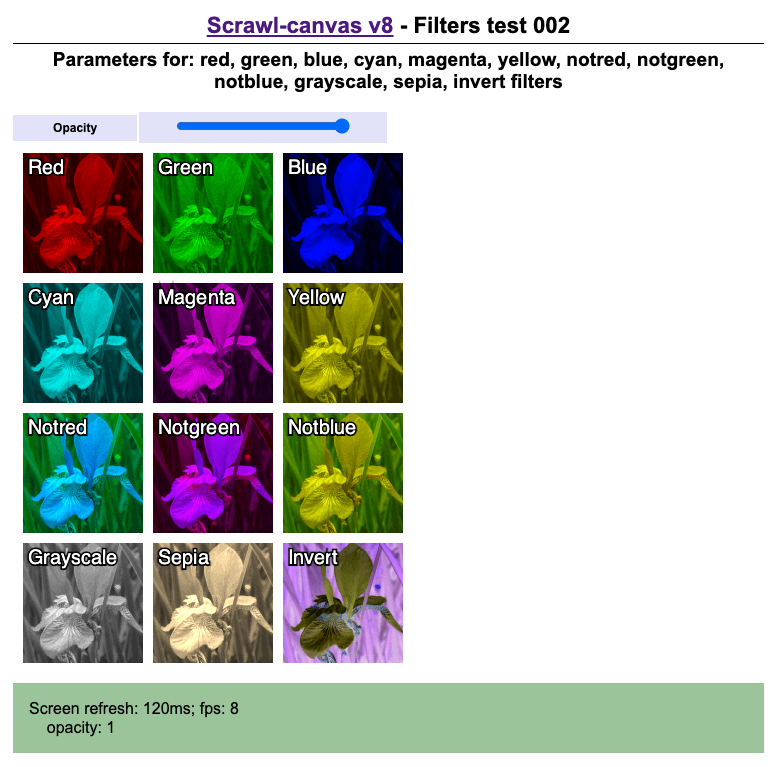 Scrawl-canvas v8 - Filters test 002
Parameters for: red, green, blue, cyan, magenta, yellow, notred, notgreen,
notblue, grayscale, sepia, invert filters
Opacity
Red Green Blue
Cyan Magenta Yellow
Notred Notgreen Notblue
Grayscale Sepia Invert
Screen refresh: 120ms; fps: 8
opacity: 1